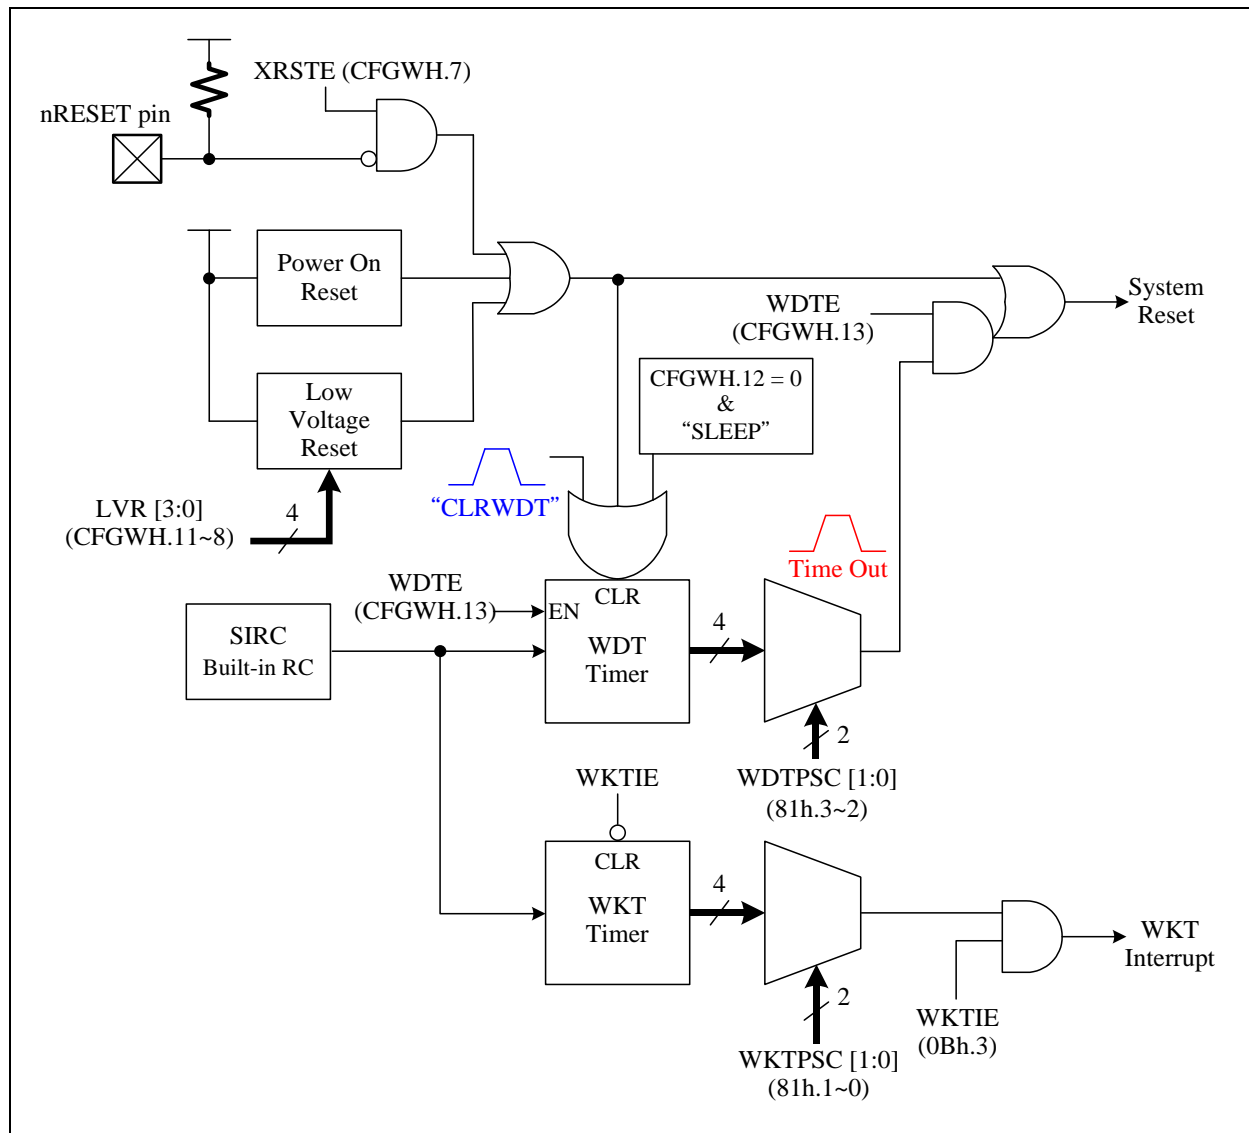 XRSTE (CFGWH.7)
nRESET pin
Power On
Reset
WDTE
(CFGWH.13)
System
Reset
Low
Voltage
Reset
CFGWH.12 = 0
&
“SLEEP”
“CLRWDT”
LVR [3:0]
(CFGWH.11~8)
4
Time Out
WDTE
(CFGWH.13)
CLR
EN
WDT
Timer
SIRC
Built-in RC
4
2
WDTPSC [1:0]
(81h.3~2)
WKTIE
CLR
WKT
Timer
4
2
WKTPSC [1:0]
(81h.1~0)
WKTIE
(0Bh.3)
WKT
Interrupt